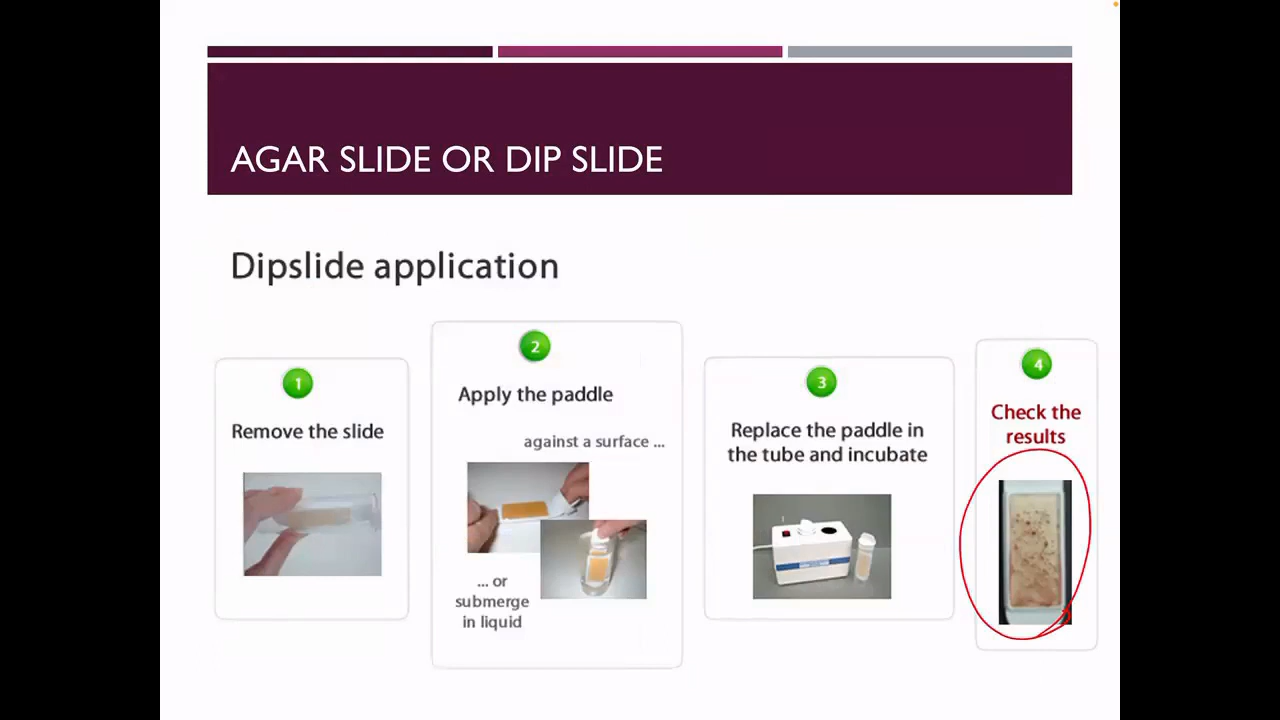 AGAR SLIDE OR DIP SLIDE
Dipslide application
1
Remove the slide
2
Apply the paddle
against a surface ...
... or
submerge
in liquid
3
Replace the paddle in
the tube and incubate
4
Check the
results